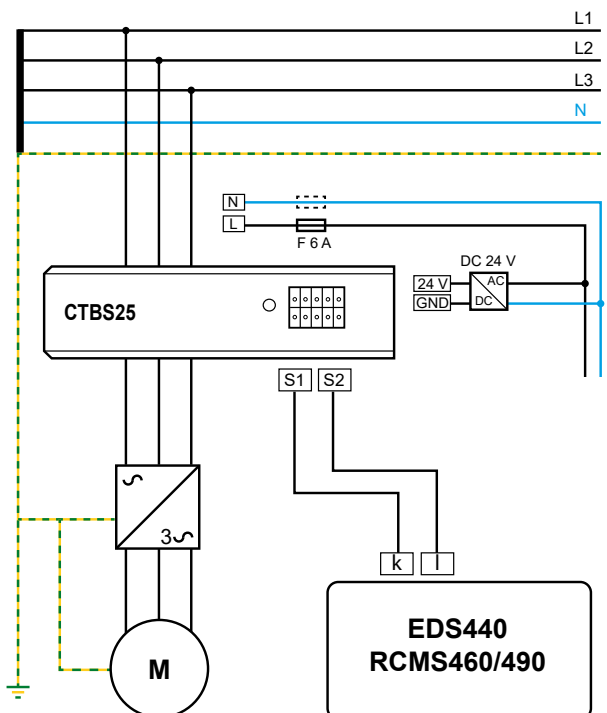 L1
L2
L3
N
N
L
F 6 A
DC 24 V
24 V
AC
GND
DC
CTBS25
S1 S2
3
k l
EDS440
RCMS460/490
M